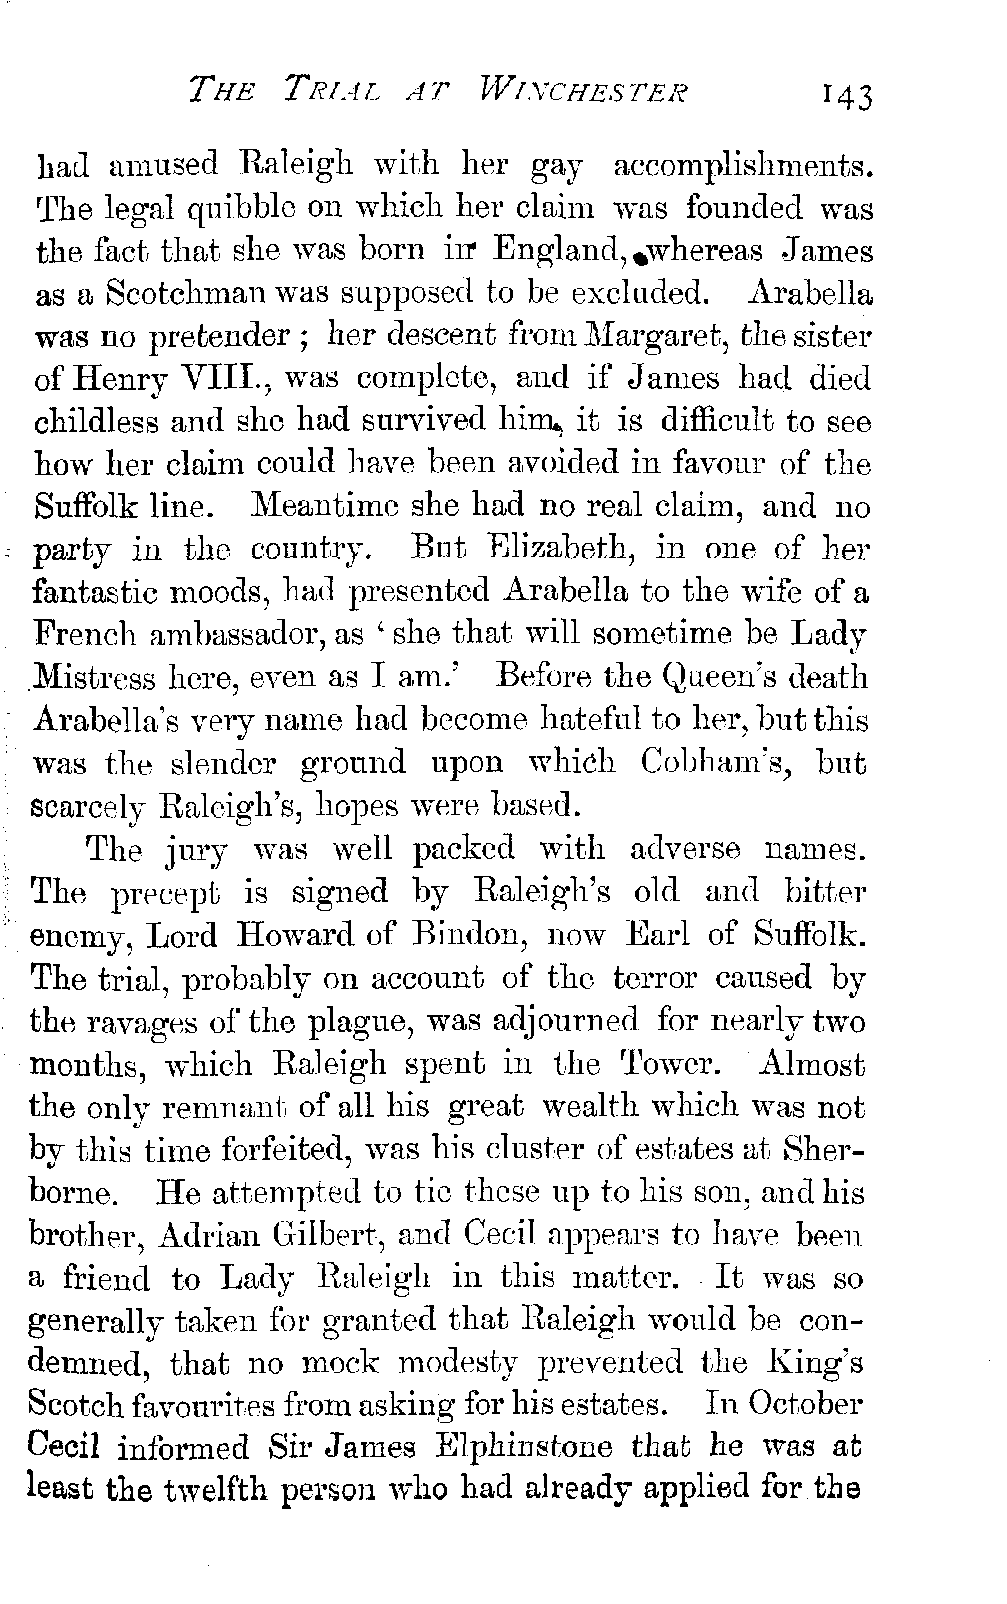 THE TRIAL AT WINCHESTER 143
had amused Raleigh with her gay accomplishments.
The legal quibble on which her claim was founded was
the fact that she was born in England, whereas James
as a Scotchman was supposed to be excluded. Arabella
was no pretender ; her descent from Margaret, the sister
of Henry VIII., was complete, and if James had died
childless and she had survived him, it is difficult to see
how her claim could have been avoided in favour of the
Suffolk line. Meantime she had no real claim, and no
party in the country. But Elizabeth, in one of her
fantastic moods, had presented Arabella to the wife of a
French ambassador, as ‘ she that will sometime be Lady
Mistress here, even as I am.’ Before the Queen’s death
Arabella’s very name had become hateful to her, but this
was the slender ground upon which Cobham’s, but
scarcely Raleigh’s, hopes were based.
The jury was well packed with adverse names.
The precept is signed by Raleigh’s old and bitter
enemy, Lord Howard of Bindon, now Earl of Suffolk.
The trial, probably on account of the terror caused by
the ravages of the plague, was adjourned for nearly two
months, which Raleigh spent in the Tower. Almost
the only remnant of all his great wealth which was not
by this time forfeited, was his cluster of estates at Sher-
borne. He attempted to tie these up to his son, and his
brother, Adrian Gilbert, and Cecil appears to have been
a friend to Lady Raleigh in this matter. It was so
generally taken for granted that Raleigh would be con-
demned, that no mock modesty prevented the King’s
Scotch favourites from asking for his estates. In October
Cecil informed Sir James Elphinstone that he was at
least the twelfth person who had already applied for the